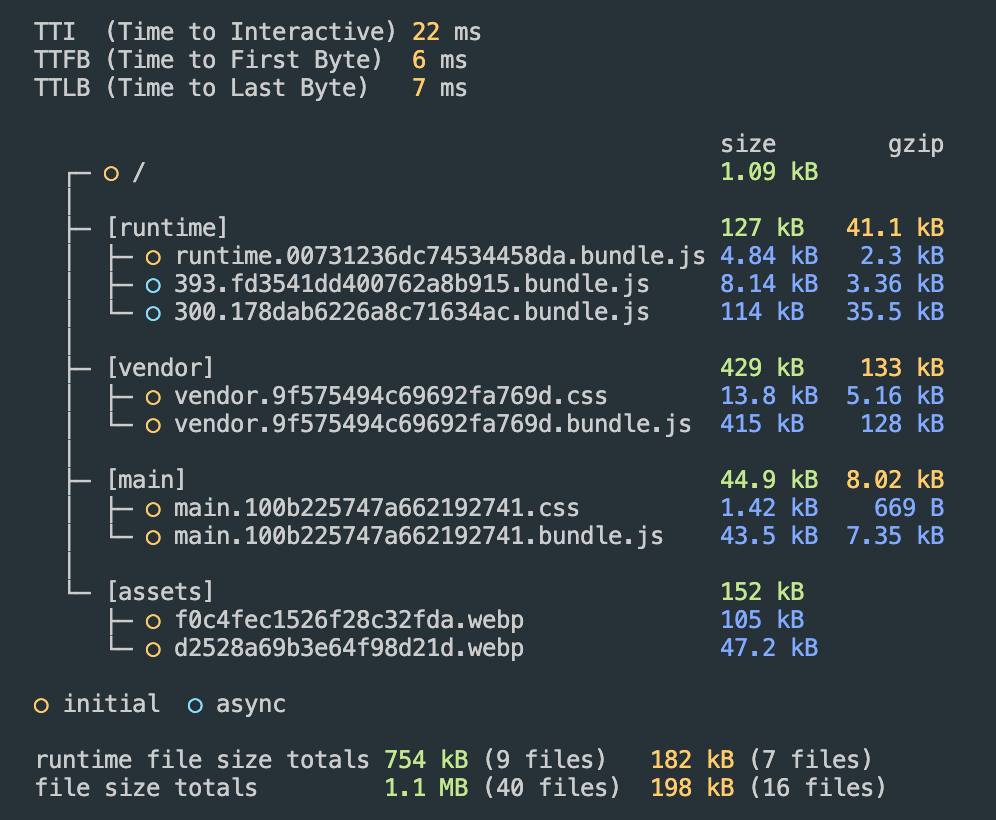 TTI (Time to Interactive) 22 ms
TTFB (Time to First Byte) 6 ms
TTLB (Time to Last Byte) 7 ms
size gzip
/ 1.09 kB
[runtime] 127 kB 41.1 kB
runtime.00731236dc74534458da.bundle.js 4.84 kB 2.3 kB
393.fd3541dd400762a8b915.bundle.js 8.14 kB 3.36 kB
300.178dab6226a8c71634ac.bundle.js 114 kB 35.5 kB
[vendor] 429 kB 133 kB
vendor.9f575494c69692fa769d.css 13.8 kB 5.16 kB
vendor.9f575494c69692fa769d.bundle.js 415 kB 128 kB
[main] 44.9 kB 8.02 kB
main.100b225747a662192741.css 1.42 kB 669 B
main.100b225747a662192741.bundle.js 43.5 kB 7.35 kB
[assets] 152 kB
f0c4fec1526f28c32fda.webp 105 kB
d2528a69b3e64f98d21d.webp 47.2 kB
initial async
runtime file size totals 754 kB (9 files) 182 kB (7 files)
file size totals 1.1 MB (40 files) 198 kB (16 files)